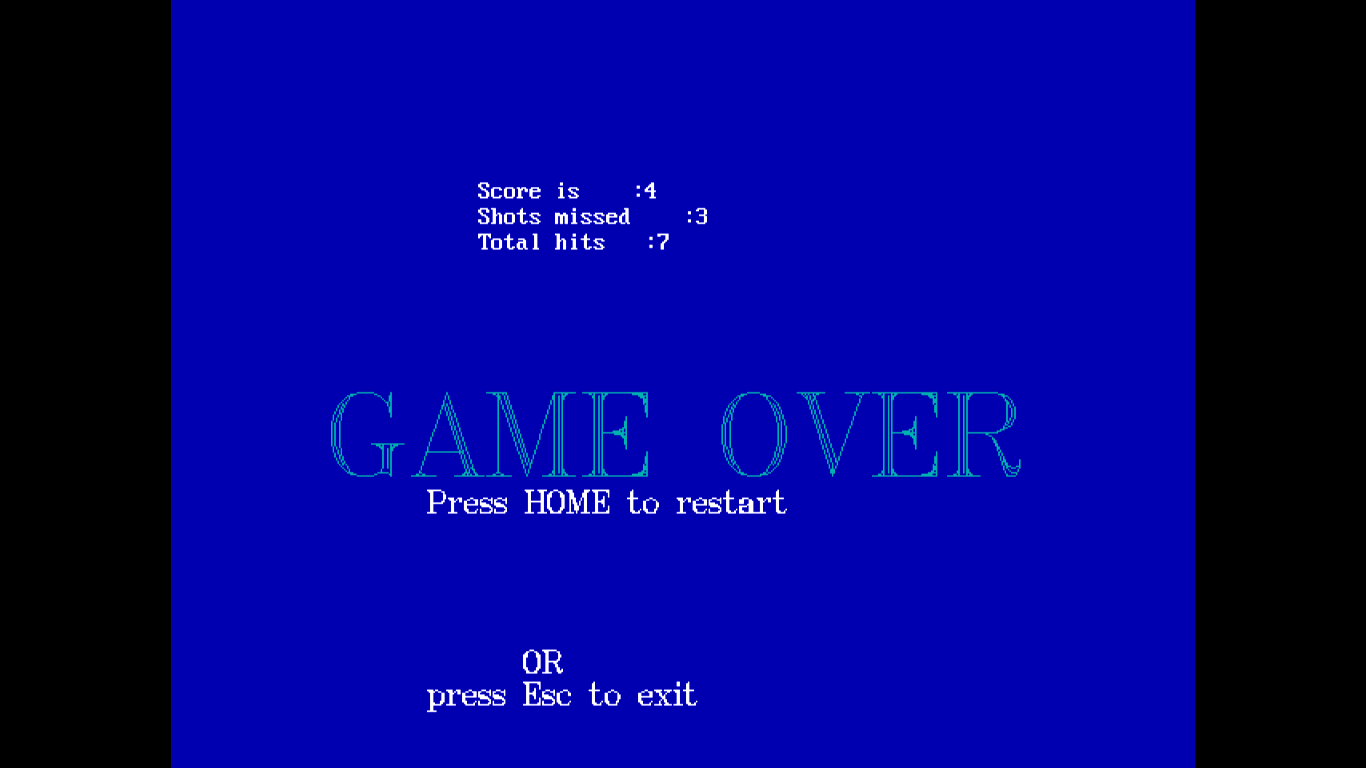 Score is    :4
Shots missed    :3
Total hits   :7
GAME OVER
Press HOME to restart
OR
press Esc to exit